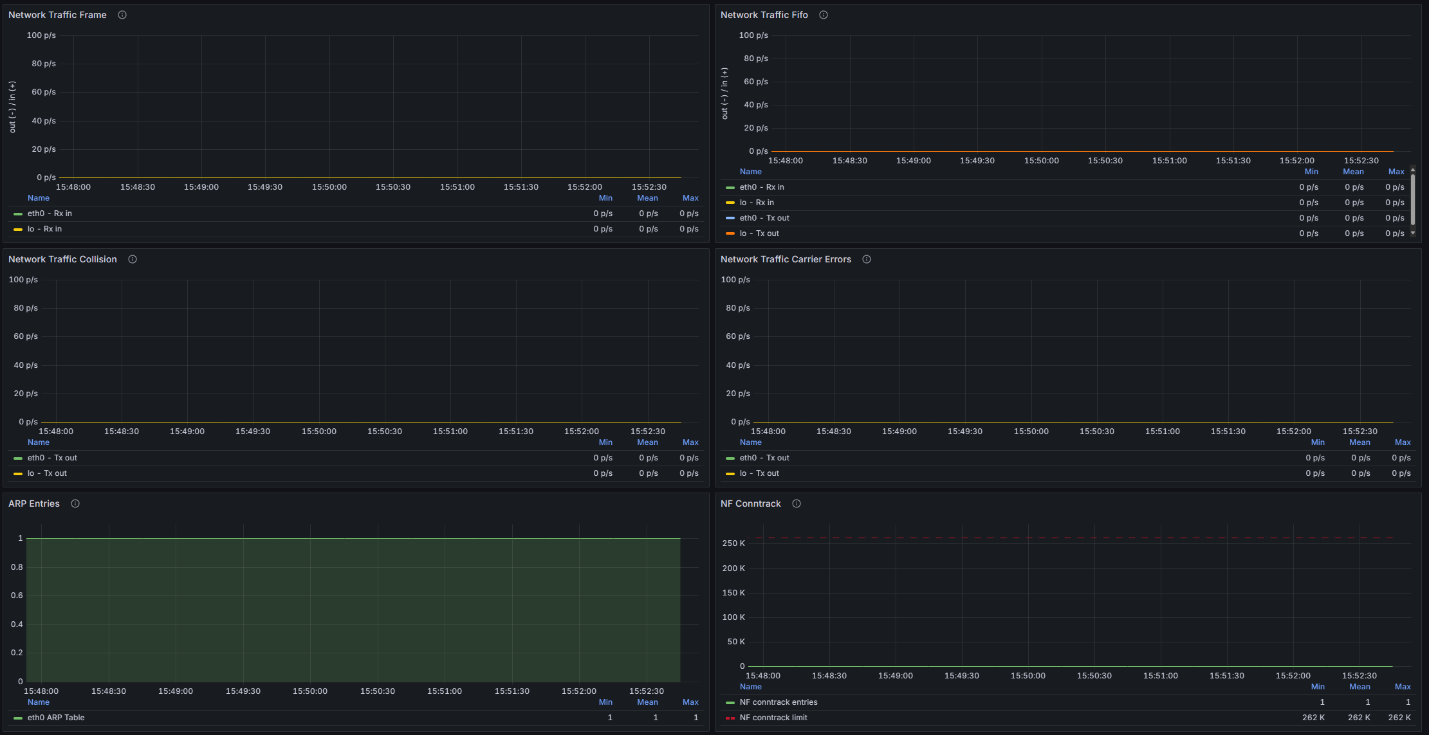 Network Traffic Frame
100 p/s
80 p/s
60 p/s
40 p/s
20 p/s
0 p/s
out (-) / in (+)
15:48:00 15:48:30 15:49:00 15:49:30 15:50:00 15:50:30 15:51:00 15:51:30 15:52:00 15:52:30
Name Min Mean Max
eth0 - Rx in 0 p/s 0 p/s 0 p/s
lo - Rx in 0 p/s 0 p/s 0 p/s
Network Traffic Fifo
100 p/s
80 p/s
60 p/s
40 p/s
20 p/s
0 p/s
out (-) / in (+)
15:48:00 15:48:30 15:49:00 15:49:30 15:50:00 15:50:30 15:51:00 15:51:30 15:52:00 15:52:30
Name Min Mean Max
eth0 - Rx in 0 p/s 0 p/s 0 p/s
lo - Rx in 0 p/s 0 p/s 0 p/s
eth0 - Tx out 0 p/s 0 p/s 0 p/s
lo - Tx out 0 p/s 0 p/s 0 p/s
Network Traffic Collision
100 p/s
80 p/s
60 p/s
40 p/s
20 p/s
0 p/s
15:48:00 15:48:30 15:49:00 15:49:30 15:50:00 15:50:30 15:51:00 15:51:30 15:52:00 15:52:30
Name Min Mean Max
eth0 - Tx out 0 p/s 0 p/s 0 p/s
lo - Tx out 0 p/s 0 p/s 0 p/s
Network Traffic Carrier Errors
100 p/s
80 p/s
60 p/s
40 p/s
20 p/s
0 p/s
15:48:00 15:48:30 15:49:00 15:49:30 15:50:00 15:50:30 15:51:00 15:51:30 15:52:00 15:52:30
Name Min Mean Max
eth0 - Tx out 0 p/s 0 p/s 0 p/s
lo - Tx out 0 p/s 0 p/s 0 p/s
ARP Entries
1
0.8
0.6
0.4
0.2
0
15:48:00 15:48:30 15:49:00 15:49:30 15:50:00 15:50:30 15:51:00 15:51:30 15:52:00 15:52:30
Name Min Mean Max
eth0 ARP Table 1 1 1
NF Conntrack
250 K
200 K
150 K
100 K
50 K
0
15:48:00 15:48:30 15:49:00 15:49:30 15:50:00 15:50:30 15:51:00 15:51:30 15:52:00 15:52:30
Name Min Mean Max
NF conntrack entries 1 1 1
NF conntrack limit 262 K 262 K 262 K